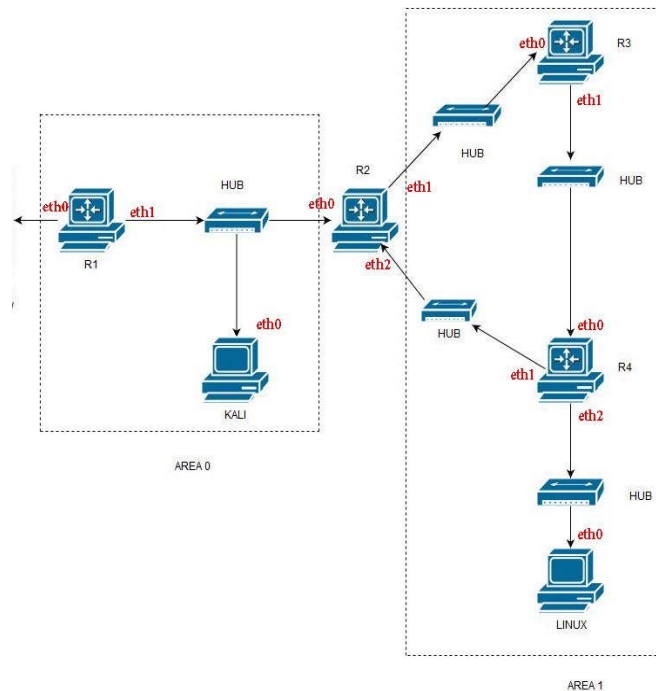 eth0
R3
eth1
HUB
R2
HUB
HUB
eth1
eth0
eth1
eth0
R1
eth2
eth0
HUB
eth0
R4
eth1
KALI
eth2
AREA 0
HUB
eth0
LINUX
AREA 1